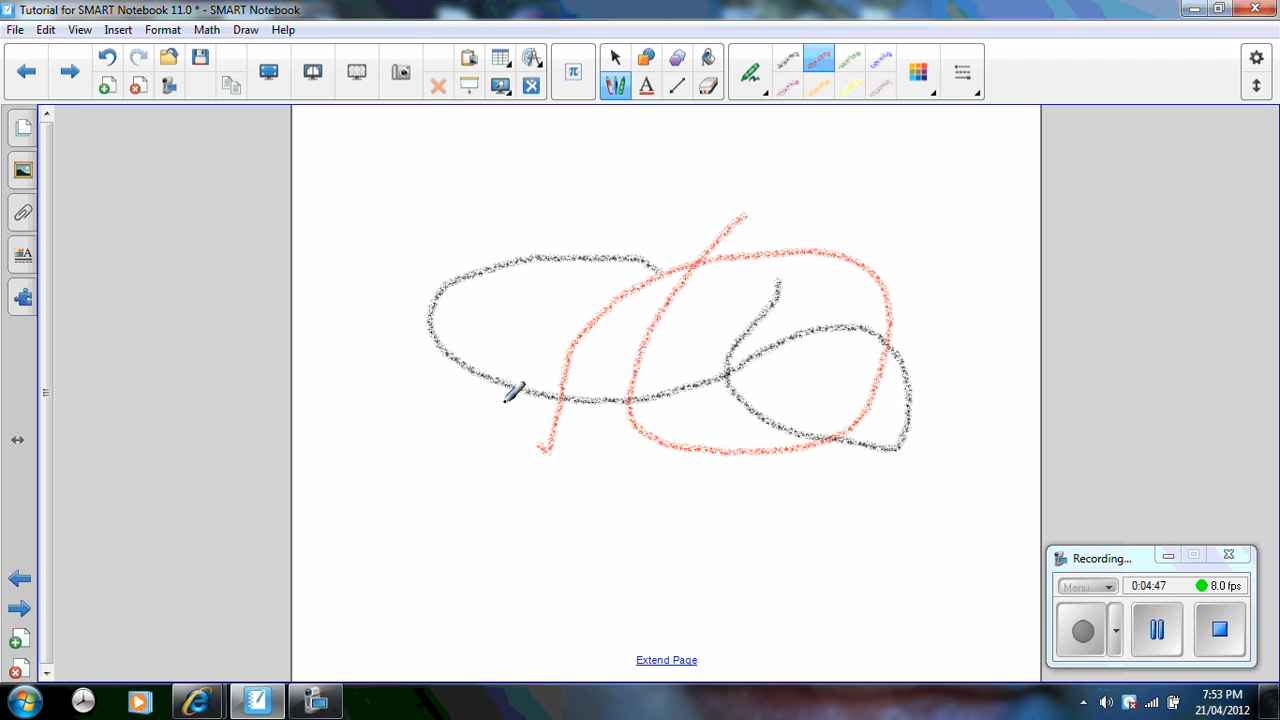 Tutorial for SMART Notebook 11.0 * - SMART Notebook
File Edit View Insert Format Math Draw Help
π
A
Extend Page
Recording...
Menu
0:04:47
8.0 fps
7:53 PM
21/04/2012